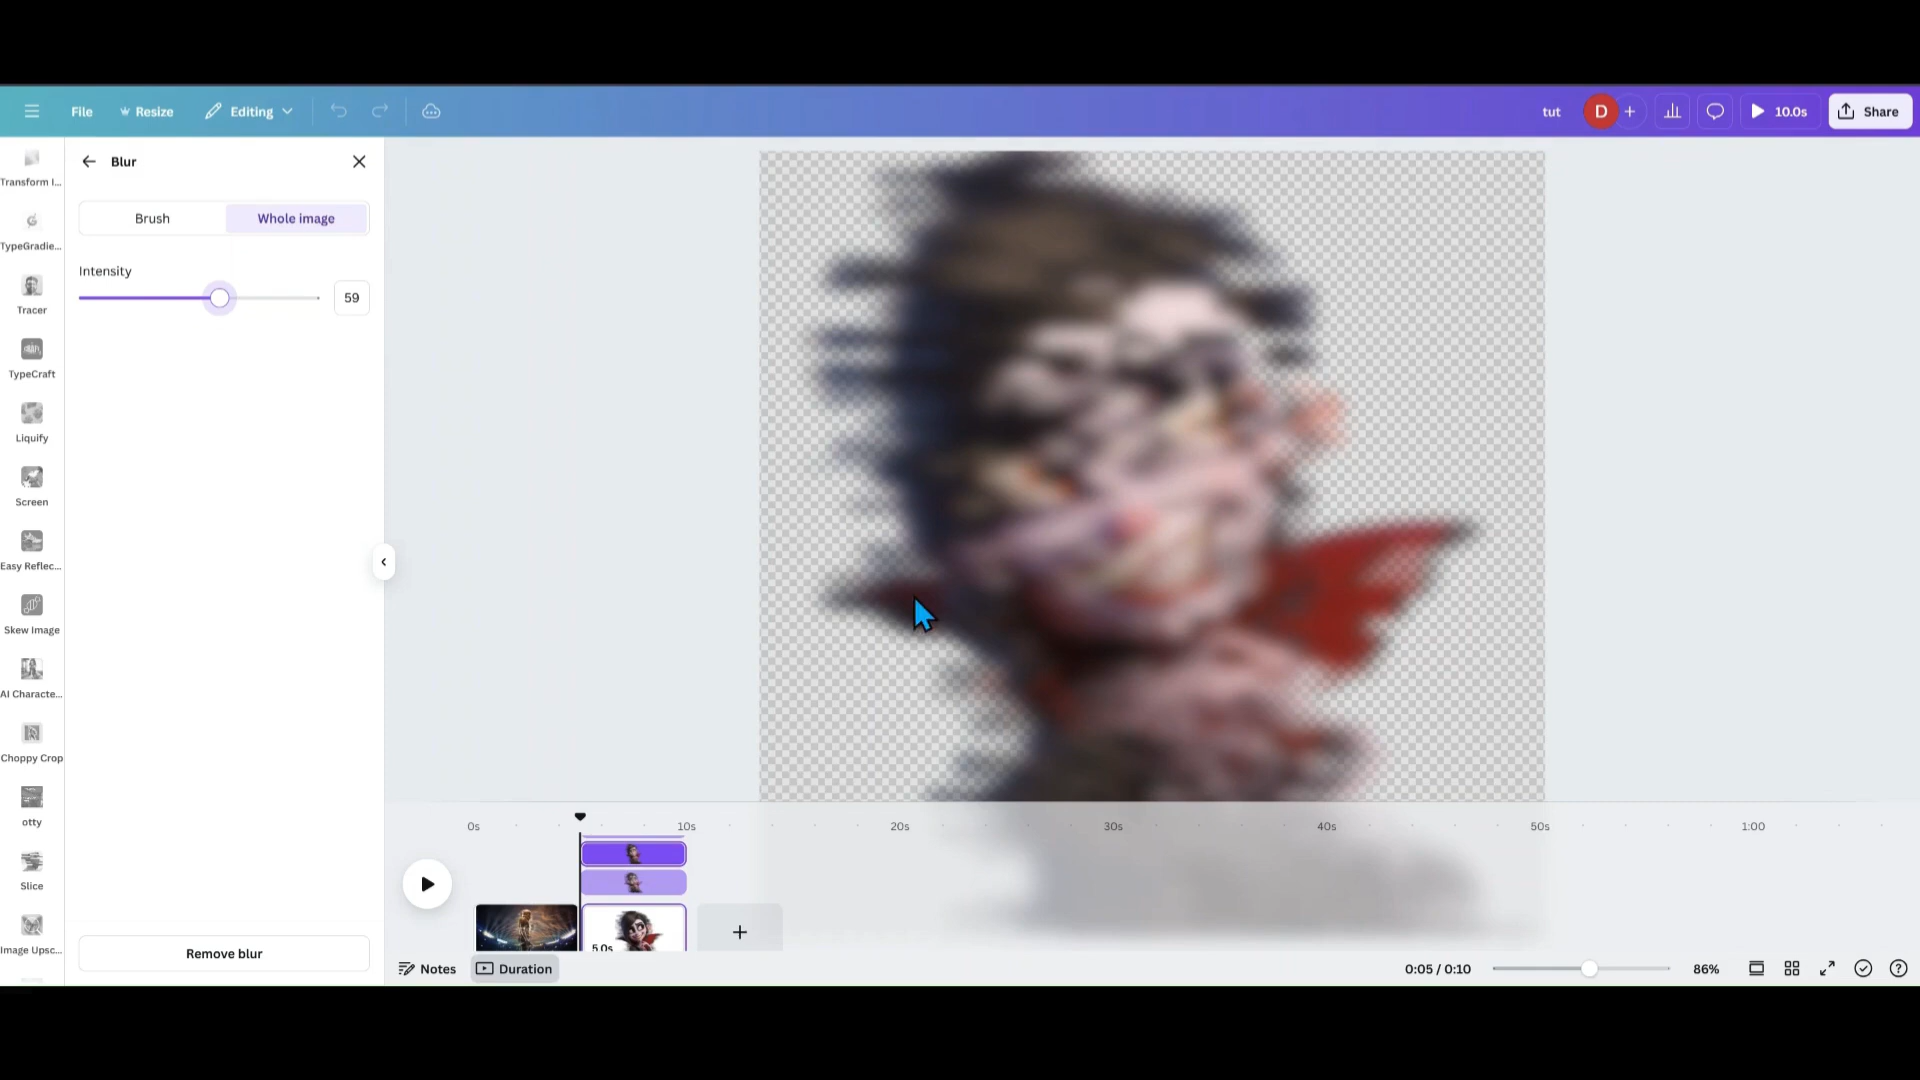 File
Resize
Editing
tut
D
10.0s
Share
Transform I...
TypeGradie...
Tracer
TypeCraft
Liquify
Screen
Easy Reflec...
Skew Image
AI Characte...
Choppy Crop
otty
Slice
Image Upsc...
Blur
Brush
Whole image
Intensity
59
Remove blur
0s
10s
20s
30s
40s
50s
1:00
5.0s
Notes
Duration
0:05 / 0:10
86%